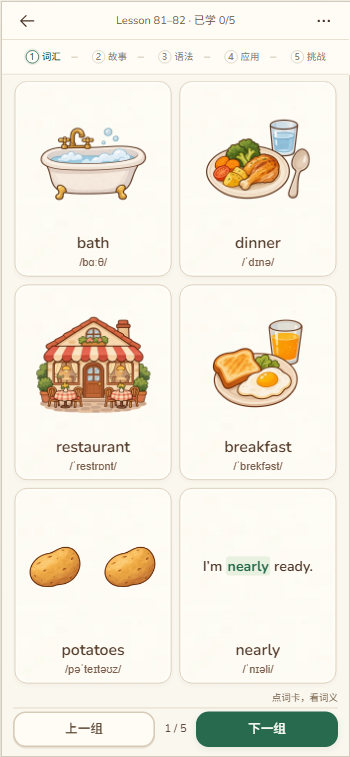 Lesson 81–82 · 已学 0/5
1 词汇 – 2 故事 – 3 语法 – 4 应用 – 5 挑战
bath dinner
/bɑːθ/ /ˈdɪnə/
restaurant breakfast
/ˈrestrɒnt/ /ˈbrekfəst/
I'm nearly ready.
potatoes nearly
/pəˈteɪtəʊz/ /ˈnɪəli/
点词卡，看词义
上一组 1 / 5 下一组